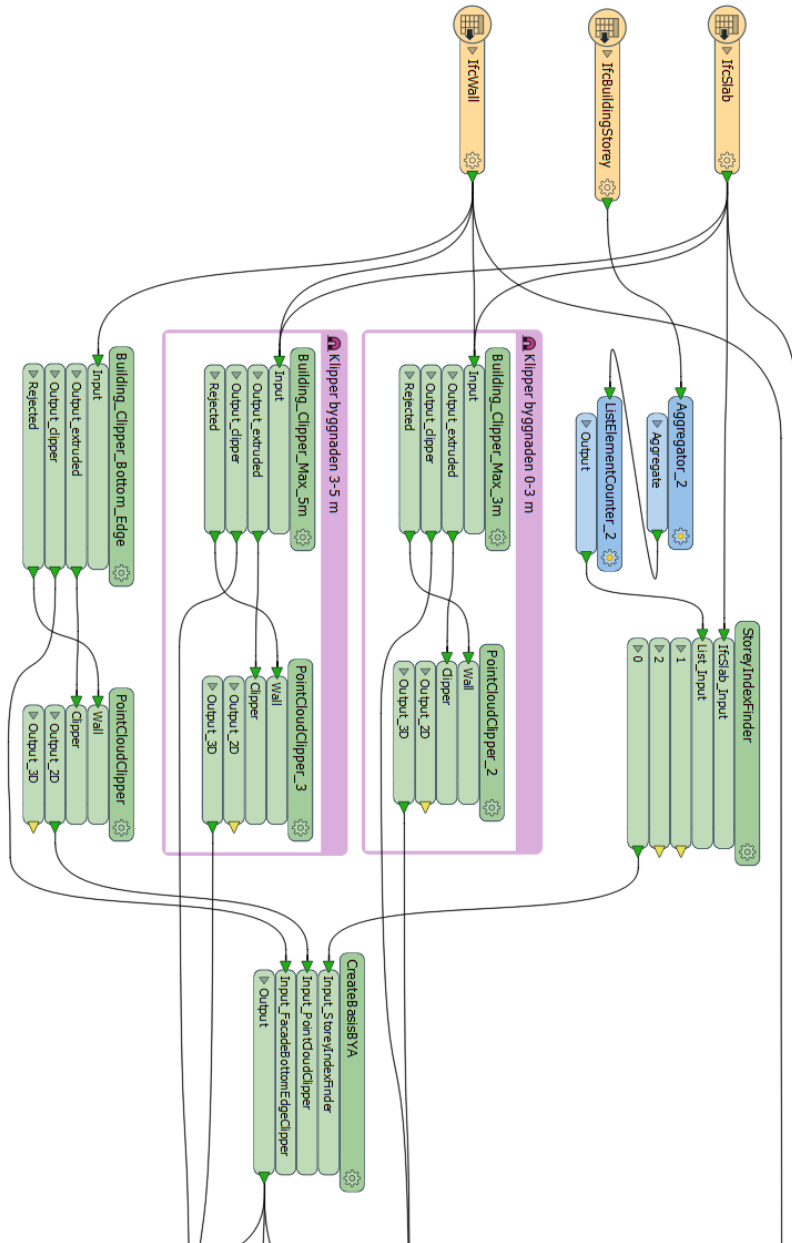 IfcWall
IfcBuildingStorey
IfcSlab
Building_Clipper_Bottom_Edge
Input
Output_extruded
Output_clipper
Rejected
Klipper byggnaden 3-5 m
Building_Clipper_Max_5m
Input
Output_extruded
Output_clipper
Rejected
Klipper byggnaden 0-3 m
Building_Clipper_Max_3m
Input
Output_extruded
Output_clipper
Rejected
Aggregator_2
Aggregate
ListElementCounter_2
Output
StoreyIndexFinder
IfcSlab_Input
List_Input
1
2
0
PointCloudClipper
Wall
Clipper
Output_2D
Output_3D
PointCloudClipper_3
Wall
Clipper
Output_2D
Output_3D
PointCloudClipper_2
Wall
Clipper
Output_2D
Output_3D
CreateBasisBYA
Input_StoreyIndexFinder
Input_PointCloudClipper
Input_FacadeBottomEdgeClipper
Output